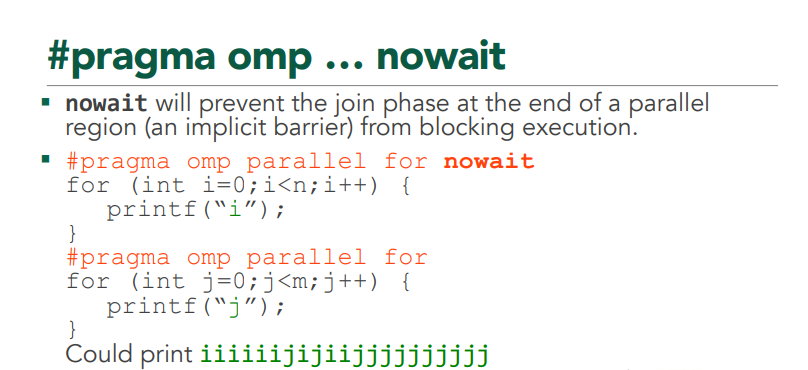 #pragma omp ... nowait
▪ nowait will prevent the join phase at the end of a parallel
region (an implicit barrier) from blocking execution.
▪ #pragma omp parallel for nowait
for (int i=0;i<n;i++) {
printf(“i”);
}
#pragma omp parallel for
for (int j=0;j<m;j++) {
printf(“j”);
}
Could print iiiiiijijiijjjjjjjjjj